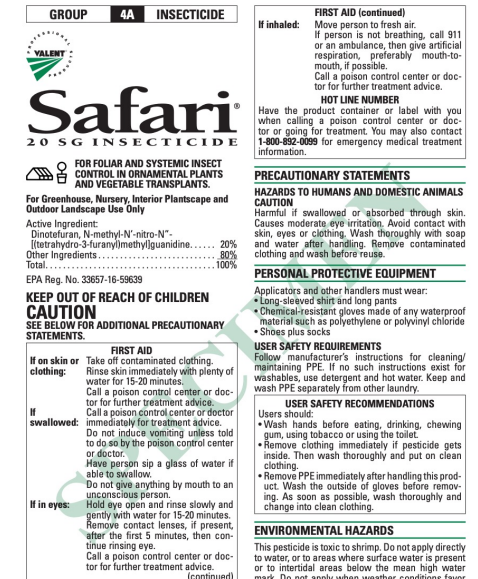 GROUP 4A INSECTICIDE
PROFESSIONAL
VALENT
PRODUCTS
Safari®
20 SG INSECTICIDE
FOR FOLIAR AND SYSTEMIC INSECT
CONTROL IN ORNAMENTAL PLANTS
AND VEGETABLE TRANSPLANTS.
For Greenhouse, Nursery, Interior Plantscape and
Outdoor Landscape Use Only
Active Ingredient:
Dinotefuran, N-methyl-N'-nitro-N''-
[(tetrahydro-3-furanyl)methyl]guanidine...... 20%
Other Ingredients........................... 80%
Total........................................100%
EPA Reg. No. 33657-16-59639
KEEP OUT OF REACH OF CHILDREN
CAUTION
SEE BELOW FOR ADDITIONAL PRECAUTIONARY
STATEMENTS.
FIRST AID
If on skin or Take off contaminated clothing.
clothing: Rinse skin immediately with plenty of
water for 15-20 minutes.
Call a poison control center or doc-
tor for further treatment advice.
If Call a poison control center or doctor
swallowed: immediately for treatment advice.
Do not induce vomiting unless told
to do so by the poison control center
or doctor.
Have person sip a glass of water if
able to swallow.
Do not give anything by mouth to an
unconscious person.
If in eyes: Hold eye open and rinse slowly and
gently with water for 15-20 minutes.
Remove contact lenses, if present,
after the first 5 minutes, then con-
tinue rinsing eye.
Call a poison control center or doc-
tor for further treatment advice.
(continued)
FIRST AID (continued)
If inhaled: Move person to fresh air.
If person is not breathing, call 911
or an ambulance, then give artificial
respiration, preferably mouth-to-
mouth, if possible.
Call a poison control center or doc-
tor for further treatment advice.
HOT LINE NUMBER
Have the product container or label with you
when calling a poison control center or doc-
tor or going for treatment. You may also contact
1-800-892-0099 for emergency medical treatment
information.
PRECAUTIONARY STATEMENTS
HAZARDS TO HUMANS AND DOMESTIC ANIMALS
CAUTION
Harmful if swallowed or absorbed through skin.
Causes moderate eye irritation. Avoid contact with
skin, eyes or clothing. Wash thoroughly with soap
and water after handling. Remove contaminated
clothing and wash before reuse.
PERSONAL PROTECTIVE EQUIPMENT
Applicators and other handlers must wear:
• Long-sleeved shirt and long pants
• Chemical-resistant gloves made of any waterproof
material such as polyethylene or polyvinyl chloride
• Shoes plus socks
USER SAFETY REQUIREMENTS
Follow manufacturer's instructions for cleaning/
maintaining PPE. If no such instructions exist for
washables, use detergent and hot water. Keep and
wash PPE separately from other laundry.
USER SAFETY RECOMMENDATIONS
Users should:
• Wash hands before eating, drinking, chewing
gum, using tobacco or using the toilet.
• Remove clothing immediately if pesticide gets
inside. Then wash thoroughly and put on clean
clothing.
• Remove PPE immediately after handling this prod-
uct. Wash the outside of gloves before remov-
ing. As soon as possible, wash thoroughly and
change into clean clothing.
ENVIRONMENTAL HAZARDS
This pesticide is toxic to shrimp. Do not apply directly
to water, or to areas where surface water is present
or to intertidal areas below the mean high water
mark. Do not apply when weather conditions favor
SPECIMEN